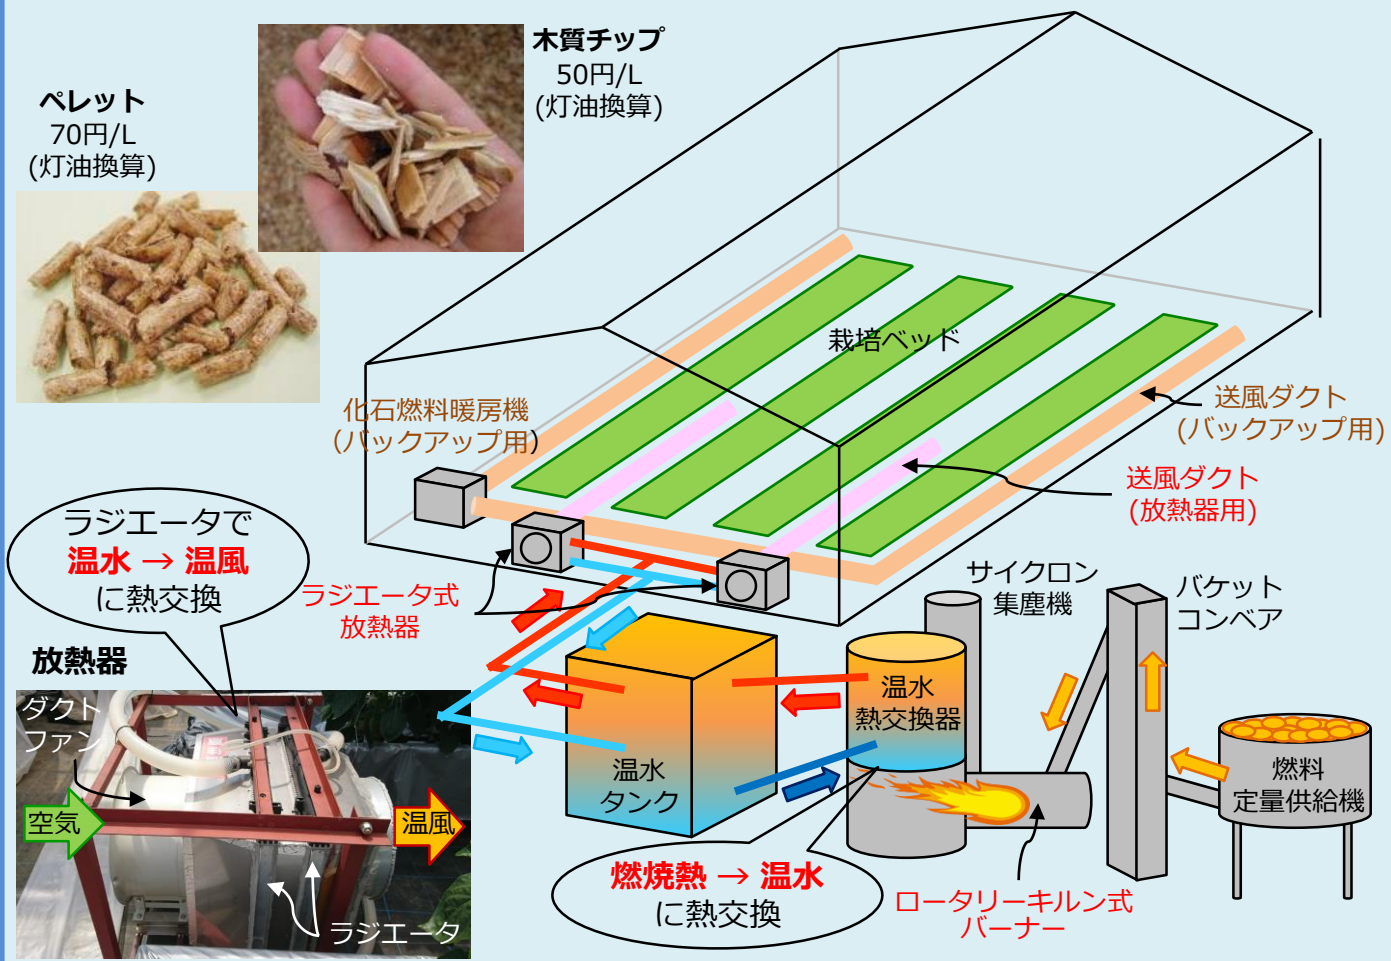 木質チップ
50円/L
(灯油換算)
ペレット
70円/L
(灯油換算)
栽培ベッド
化石燃料暖房機
(バックアップ用)
送風ダクト
(バックアップ用)
送風ダクト
(放熱器用)
ラジエータで
温水 → 温風
に熱交換
ラジエータ式
放熱器
サイクロン
集塵機
バケット
コンベア
放熱器
ダクト
ファン
空気
温風
ラジエータ
温水
タンク
温水
熱交換器
燃料
定量供給機
燃焼熱 → 温水
に熱交換
ロータリーキルン式
バーナー